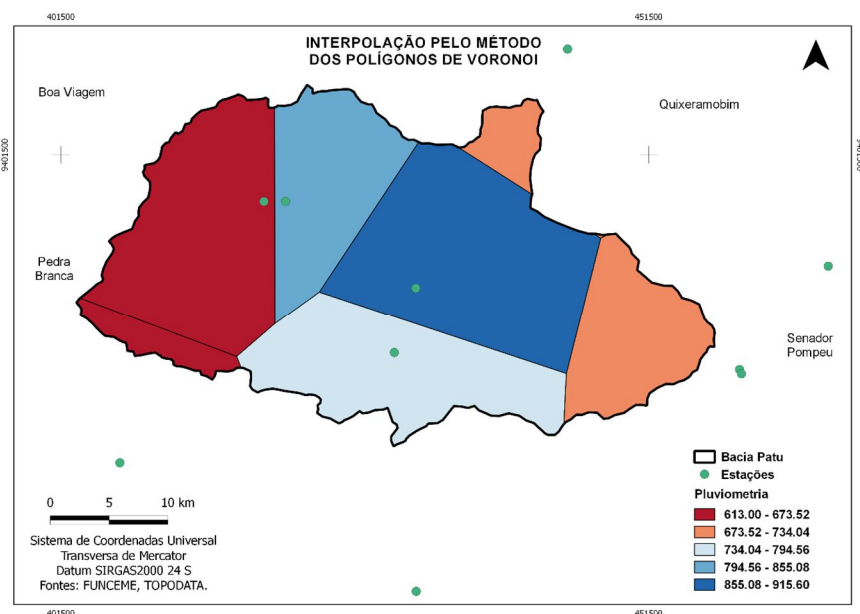 401500
451500
INTERPOLAÇÃO PELO MÉTODO
DOS POLÍGONOS DE VORONOI
Boa Viagem
Quixeramobim
9401500
9401500
Pedra
Branca
Senador
Pompeu
Bacia Patu
Estações
Pluviometria
613.00 - 673.52
673.52 - 734.04
734.04 - 794.56
794.56 - 855.08
855.08 - 915.60
0 5 10 km
Sistema de Coordenadas Universal
Transversa de Mercator
Datum SIRGAS2000 24 S
Fontes: FUNCEME, TOPODATA.
401500
451500